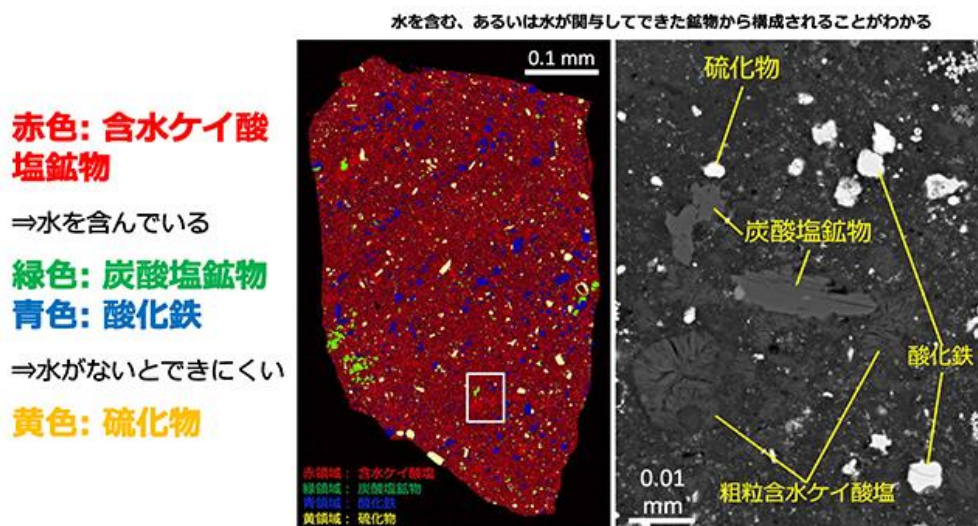 水を含む、あるいは水が関与してできた鉱物から構成されることがわかる
赤色: 含水ケイ酸
塩鉱物
⇒水を含んでいる
緑色: 炭酸塩鉱物
青色: 酸化鉄
⇒水がないとできにくい
黄色: 硫化物
0.1 mm
赤領域： 含水ケイ酸塩
緑領域： 炭酸塩鉱物
青領域： 酸化鉄
黄領域： 硫化物
硫化物
炭酸塩鉱物
酸化鉄
粗粒含水ケイ酸塩
0.01
mm